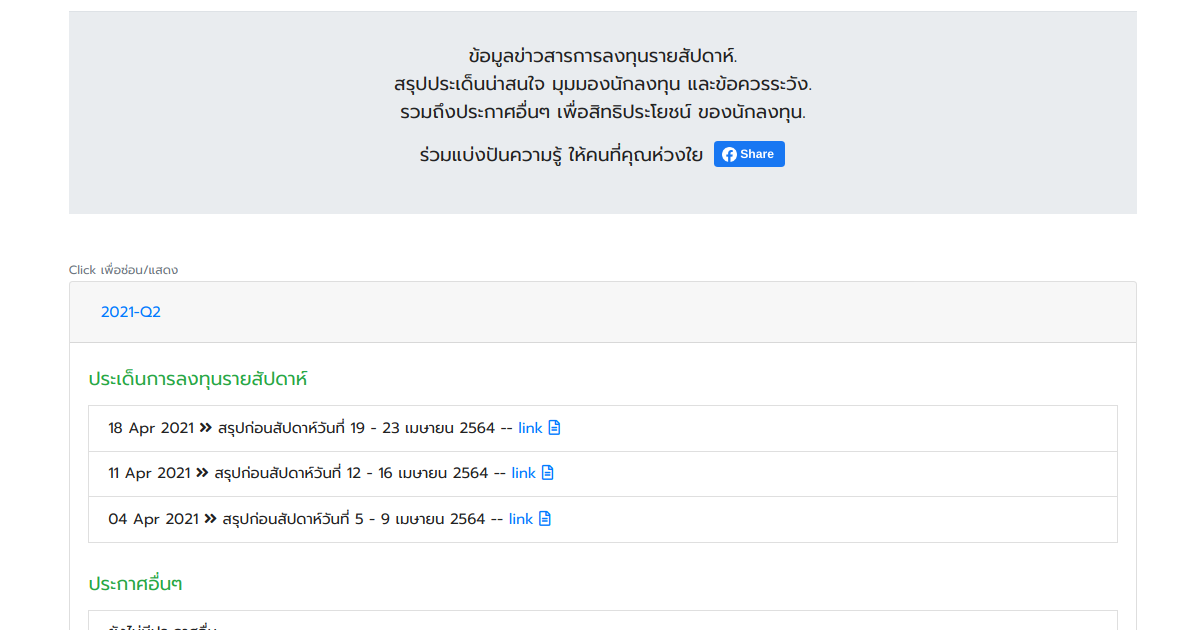 ข้อมูลข่าวสารการลงทุนรายสัปดาห์.
สรุปประเด็นน่าสนใจ มุมมองนักลงทุน และข้อควรระวัง.
รวมถึงประกาศอื่นๆ เพื่อสิทธิประโยชน์ ของนักลงทุน.
ร่วมแบ่งปันความรู้ ให้คนที่คุณห่วงใย Share
Click เพื่อซ่อน/แสดง
2021-Q2
ประเด็นการลงทุนรายสัปดาห์
18 Apr 2021 » สรุปก่อนสัปดาห์วันที่ 19 - 23 เมษายน 2564 -- link
11 Apr 2021 » สรุปก่อนสัปดาห์วันที่ 12 - 16 เมษายน 2564 -- link
04 Apr 2021 » สรุปก่อนสัปดาห์วันที่ 5 - 9 เมษายน 2564 -- link
ประกาศอื่นๆ